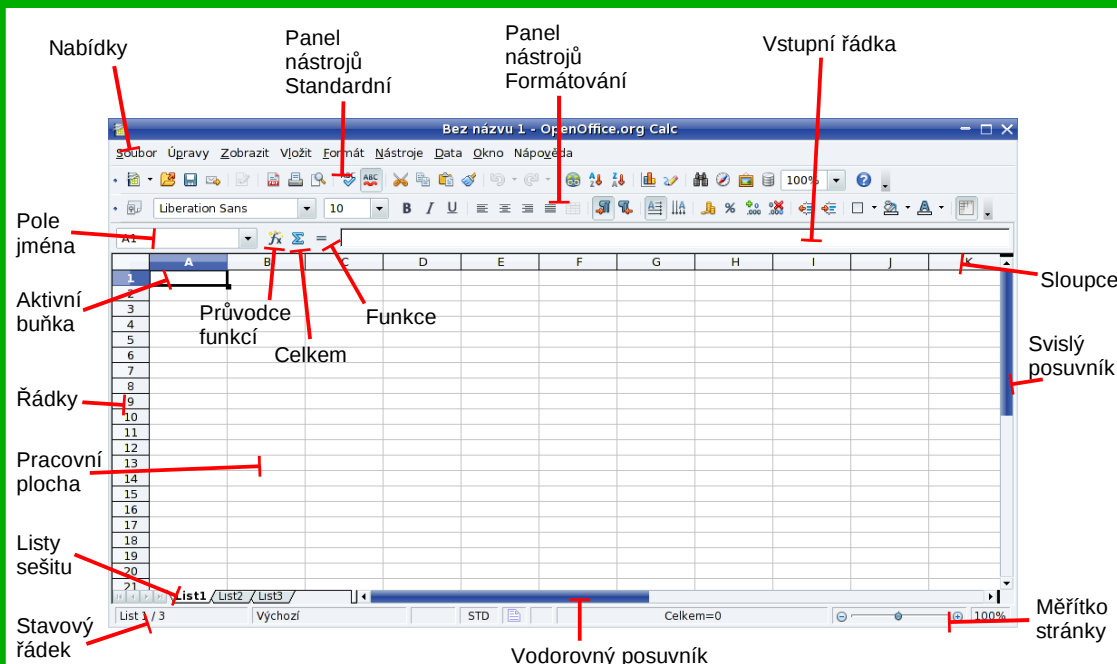 Nabídky
Panel
nástrojů
Standardní
Panel
nástrojů
Formátování
Vstupní řádka
Bez názvu 1 - OpenOffice.org Calc
Soubor Úpravy Zobrazit Vložit Formát Nástroje Data Okno Nápověda
100%
Liberation Sans 10
Pole
jména
A1
A B C D E F G H I J K
Sloupce
1
2
3
4
5
6
7
8
9
10
11
12
13
14
15
16
17
18
19
20
21
Aktivní
buňka
Průvodce
funkcí
Celkem
Funkce
Svislý
posuvník
Řádky
Pracovní
plocha
Listy
sešitu
List1 List2 List3
List 1 / 3 Výchozí STD Celkem=0 100%
Stavový
řádek
Vodorovný posuvník
Měřítko
stránky